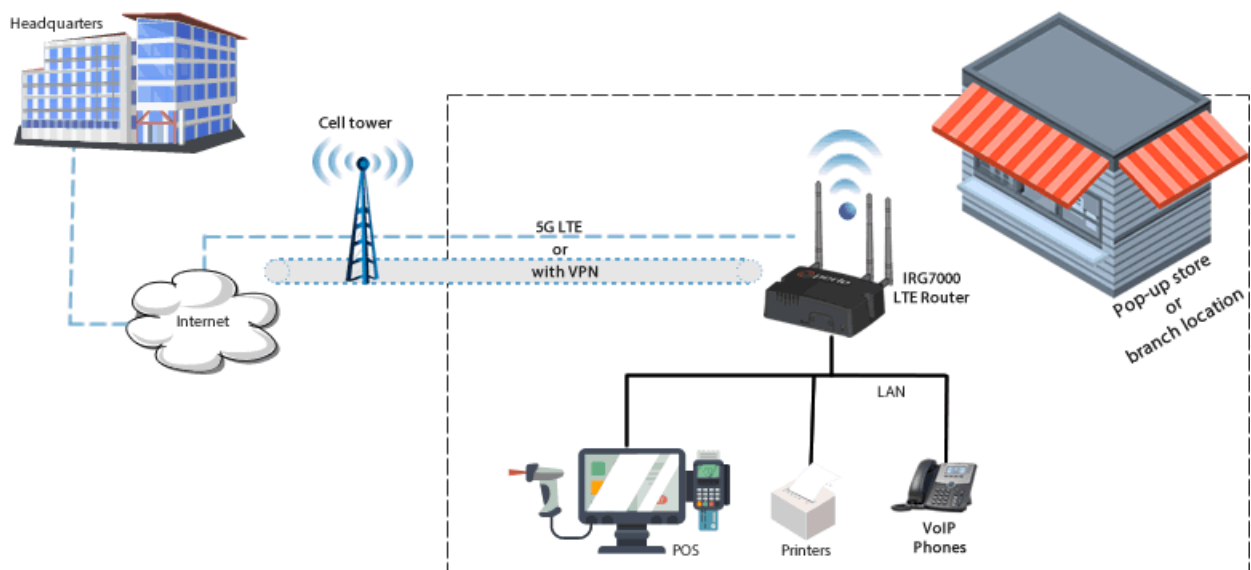 Headquarters
Cell tower
5G LTE
or
with VPN
Internet
perle
IRG7000
LTE Router
Pop-up store
or
branch location
LAN
POS
Printers
VoIP
Phones